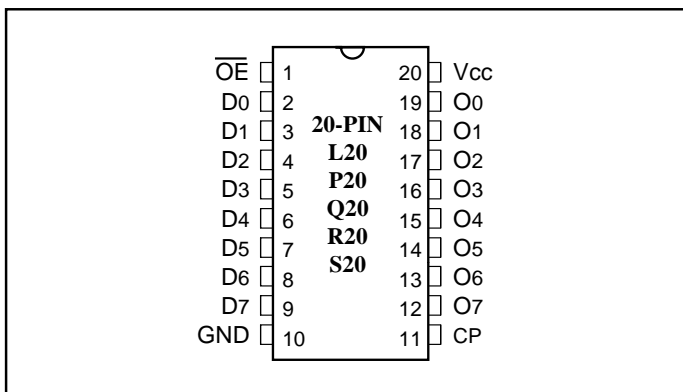 O̅E̅ 1 20 Vcc
D0 2 19 O0
D1 3 20-PIN 18 O1
D2 4 L20 17 O2
D3 5 P20 16 O3
D4 6 Q20 15 O4
D5 7 R20 14 O5
D6 8 S20 13 O6
D7 9 12 O7
GND 10 11 CP